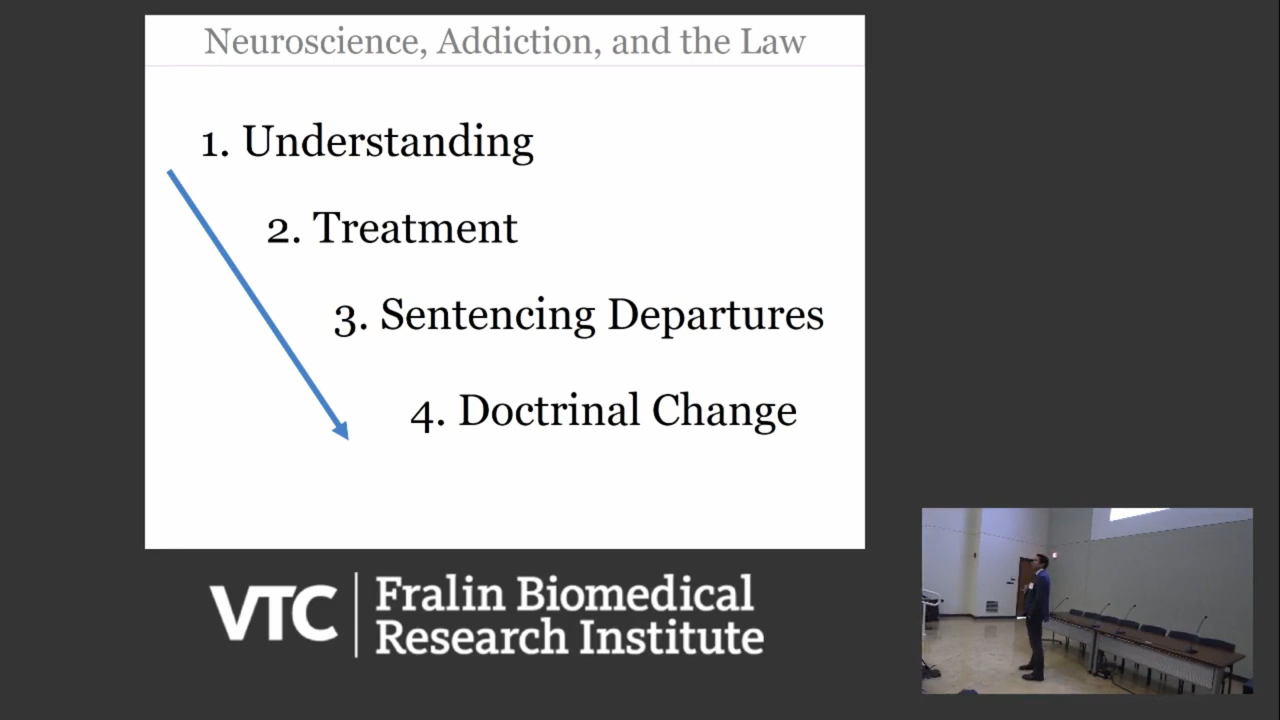 Neuroscience, Addiction, and the Law
1. Understanding
2. Treatment
3. Sentencing Departures
4. Doctrinal Change
VTC
Fralin Biomedical
Research Institute